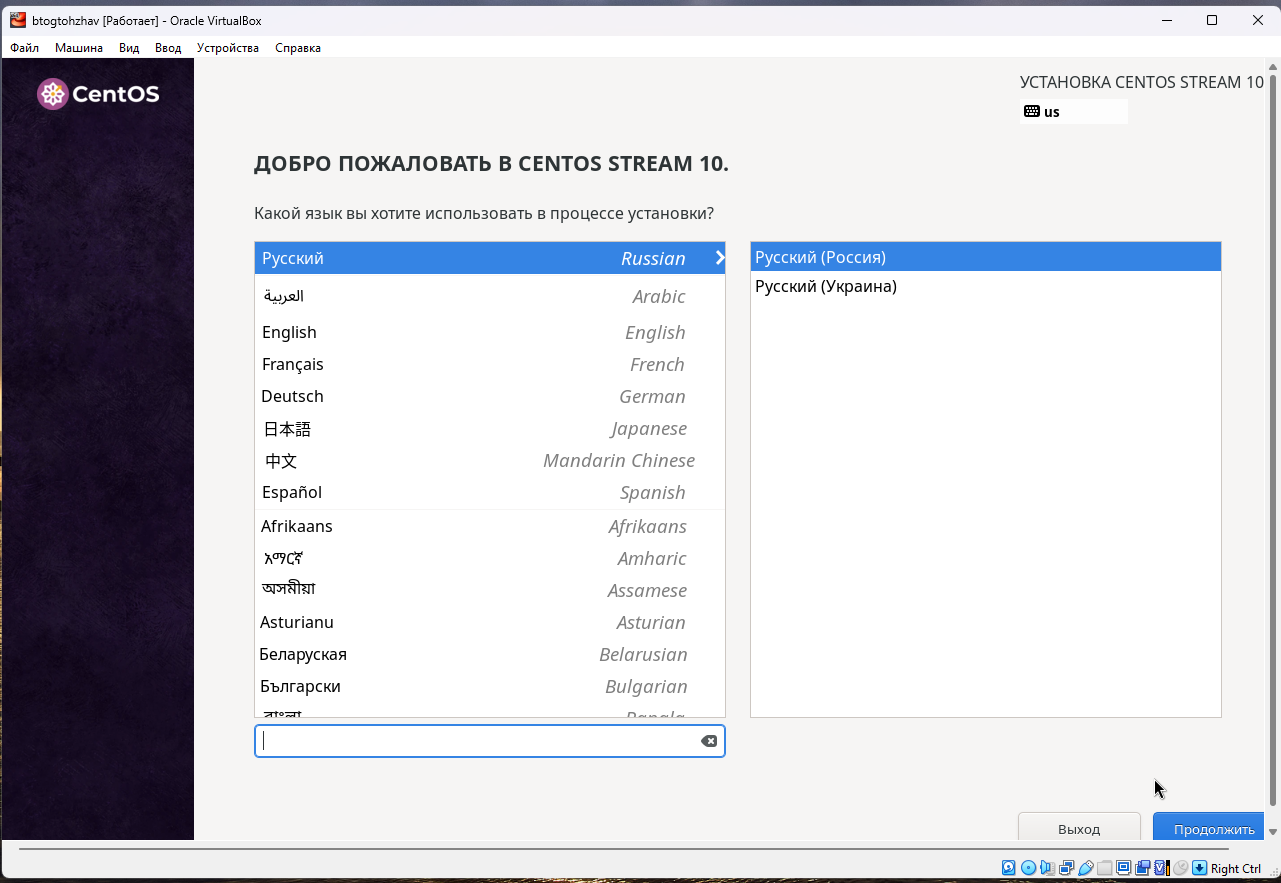 btogtohzhav [Работает] - Oracle VirtualBox
Файл Машина Вид Ввод Устройства Справка
CentOS
УСТАНОВКА CENTOS STREAM 10
us
ДОБРО ПОЖАЛОВАТЬ В CENTOS STREAM 10.
Какой язык вы хотите использовать в процессе установки?
Русский Russian
العربية Arabic
English English
Français French
Deutsch German
日本語 Japanese
中文 Mandarin Chinese
Español Spanish
Afrikaans Afrikaans
አማርኛ Amharic
অসমীয়া Assamese
Asturianu Asturian
Беларуская Belarusian
Български Bulgarian
বাংলা Bangla
Русский (Россия)
Русский (Украина)
Выход Продолжить
Right Ctrl